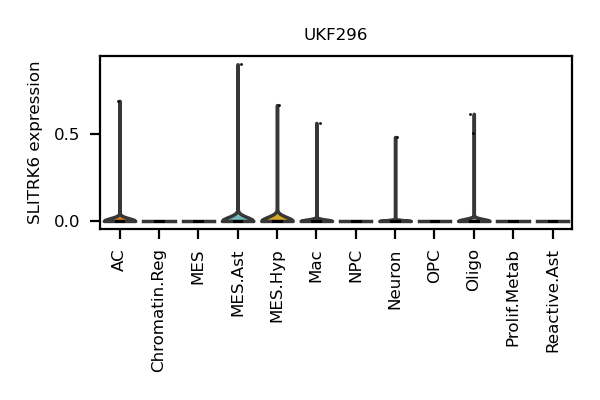 UKF296
SLITRK6 expression
0.5
0.0
AC
Chromatin.Reg
MES
MES.Ast
MES.Hyp
Mac
NPC
Neuron
OPC
Oligo
Prolif.Metab
Reactive.Ast